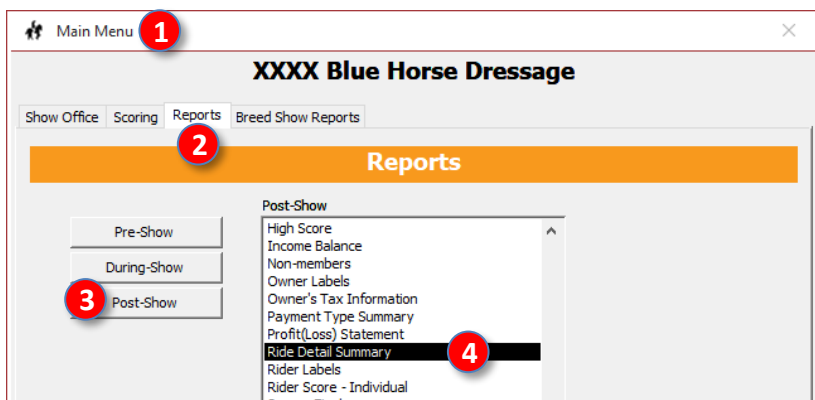 Main Menu 1
XXXX Blue Horse Dressage
Show Office Scoring Reports Breed Show Reports
2
Reports
Post-Show
Pre-Show
During-Show
3 Post-Show
High Score
Income Balance
Non-members
Owner Labels
Owner's Tax Information
Payment Type Summary
Profit(Loss) Statement
Ride Detail Summary 4
Rider Labels
Rider Score - Individual